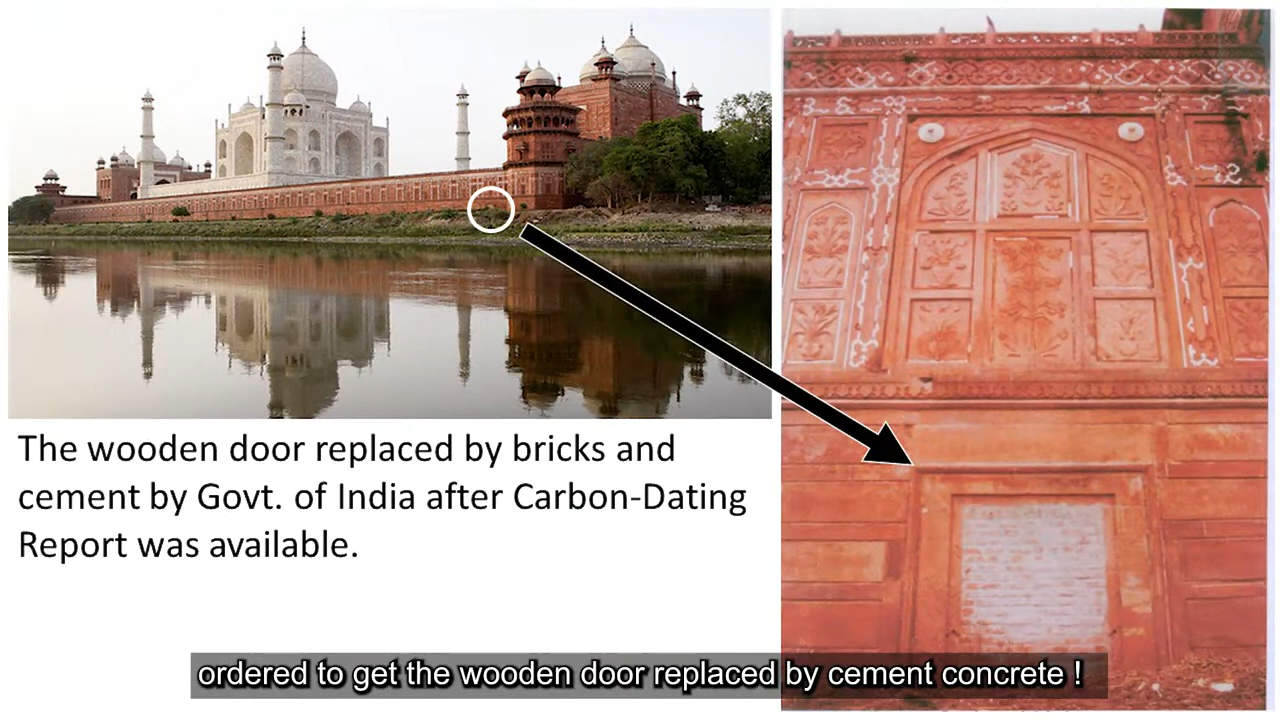 The wooden door replaced by bricks and
cement by Govt. of India after Carbon-Dating
Report was available.
ordered to get the wooden door replaced by cement concrete !